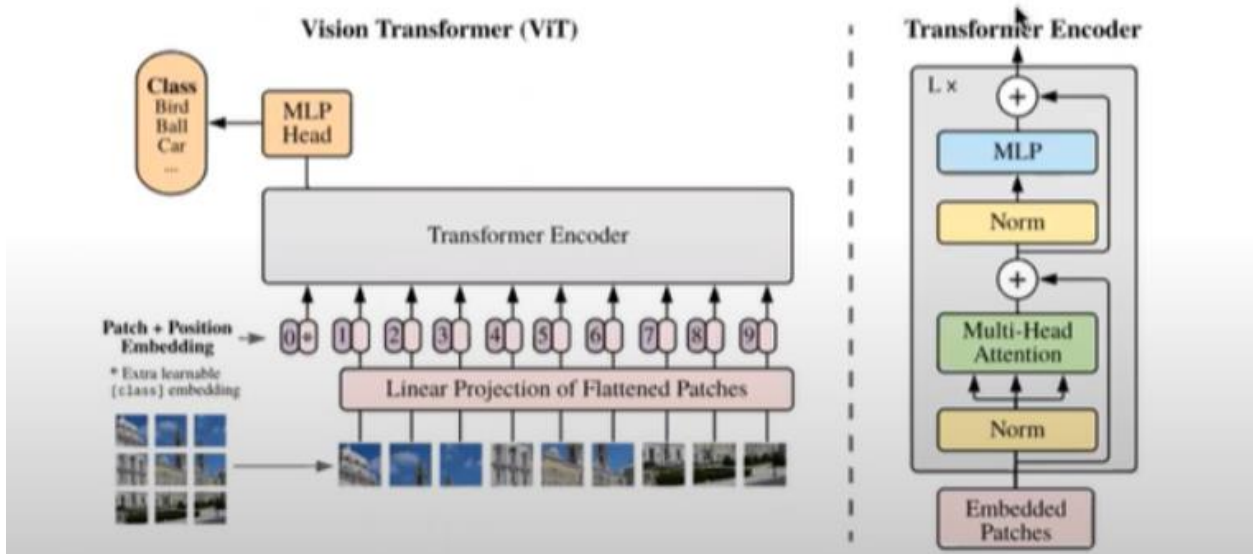 Vision Transformer (ViT)
Class
Bird
Ball
Car
...
MLP
Head
Transformer Encoder
Patch + Position
Embedding
* Extra learnable
[class] embedding
0 * 1 2 3 4 5 6 7 8 9
Linear Projection of Flattened Patches
Transformer Encoder
L ×
+
MLP
Norm
+
Multi-Head
Attention
Norm
Embedded
Patches